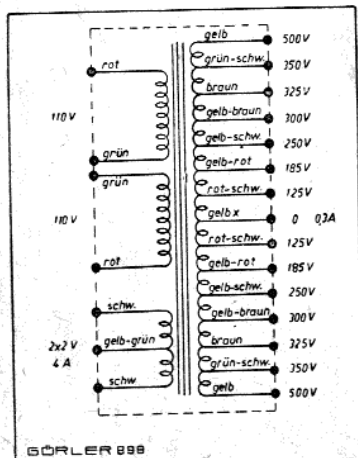 gelb 500V
rot grün-schw. 350V
braun 325V
110V gelb-braun 300V
gelb-schw. 250V
grün gelb-rot 185V
grün rot-schw. 125V
110V gelb x 0 0,1A
rot-schw. 125V
rot gelb-rot 185V
gelb-schw. 250V
schw. gelb-braun 300V
2x2V gelb-grün braun 325V
4A grün-schw. 350V
schw gelb 500V
GÖRLER 898